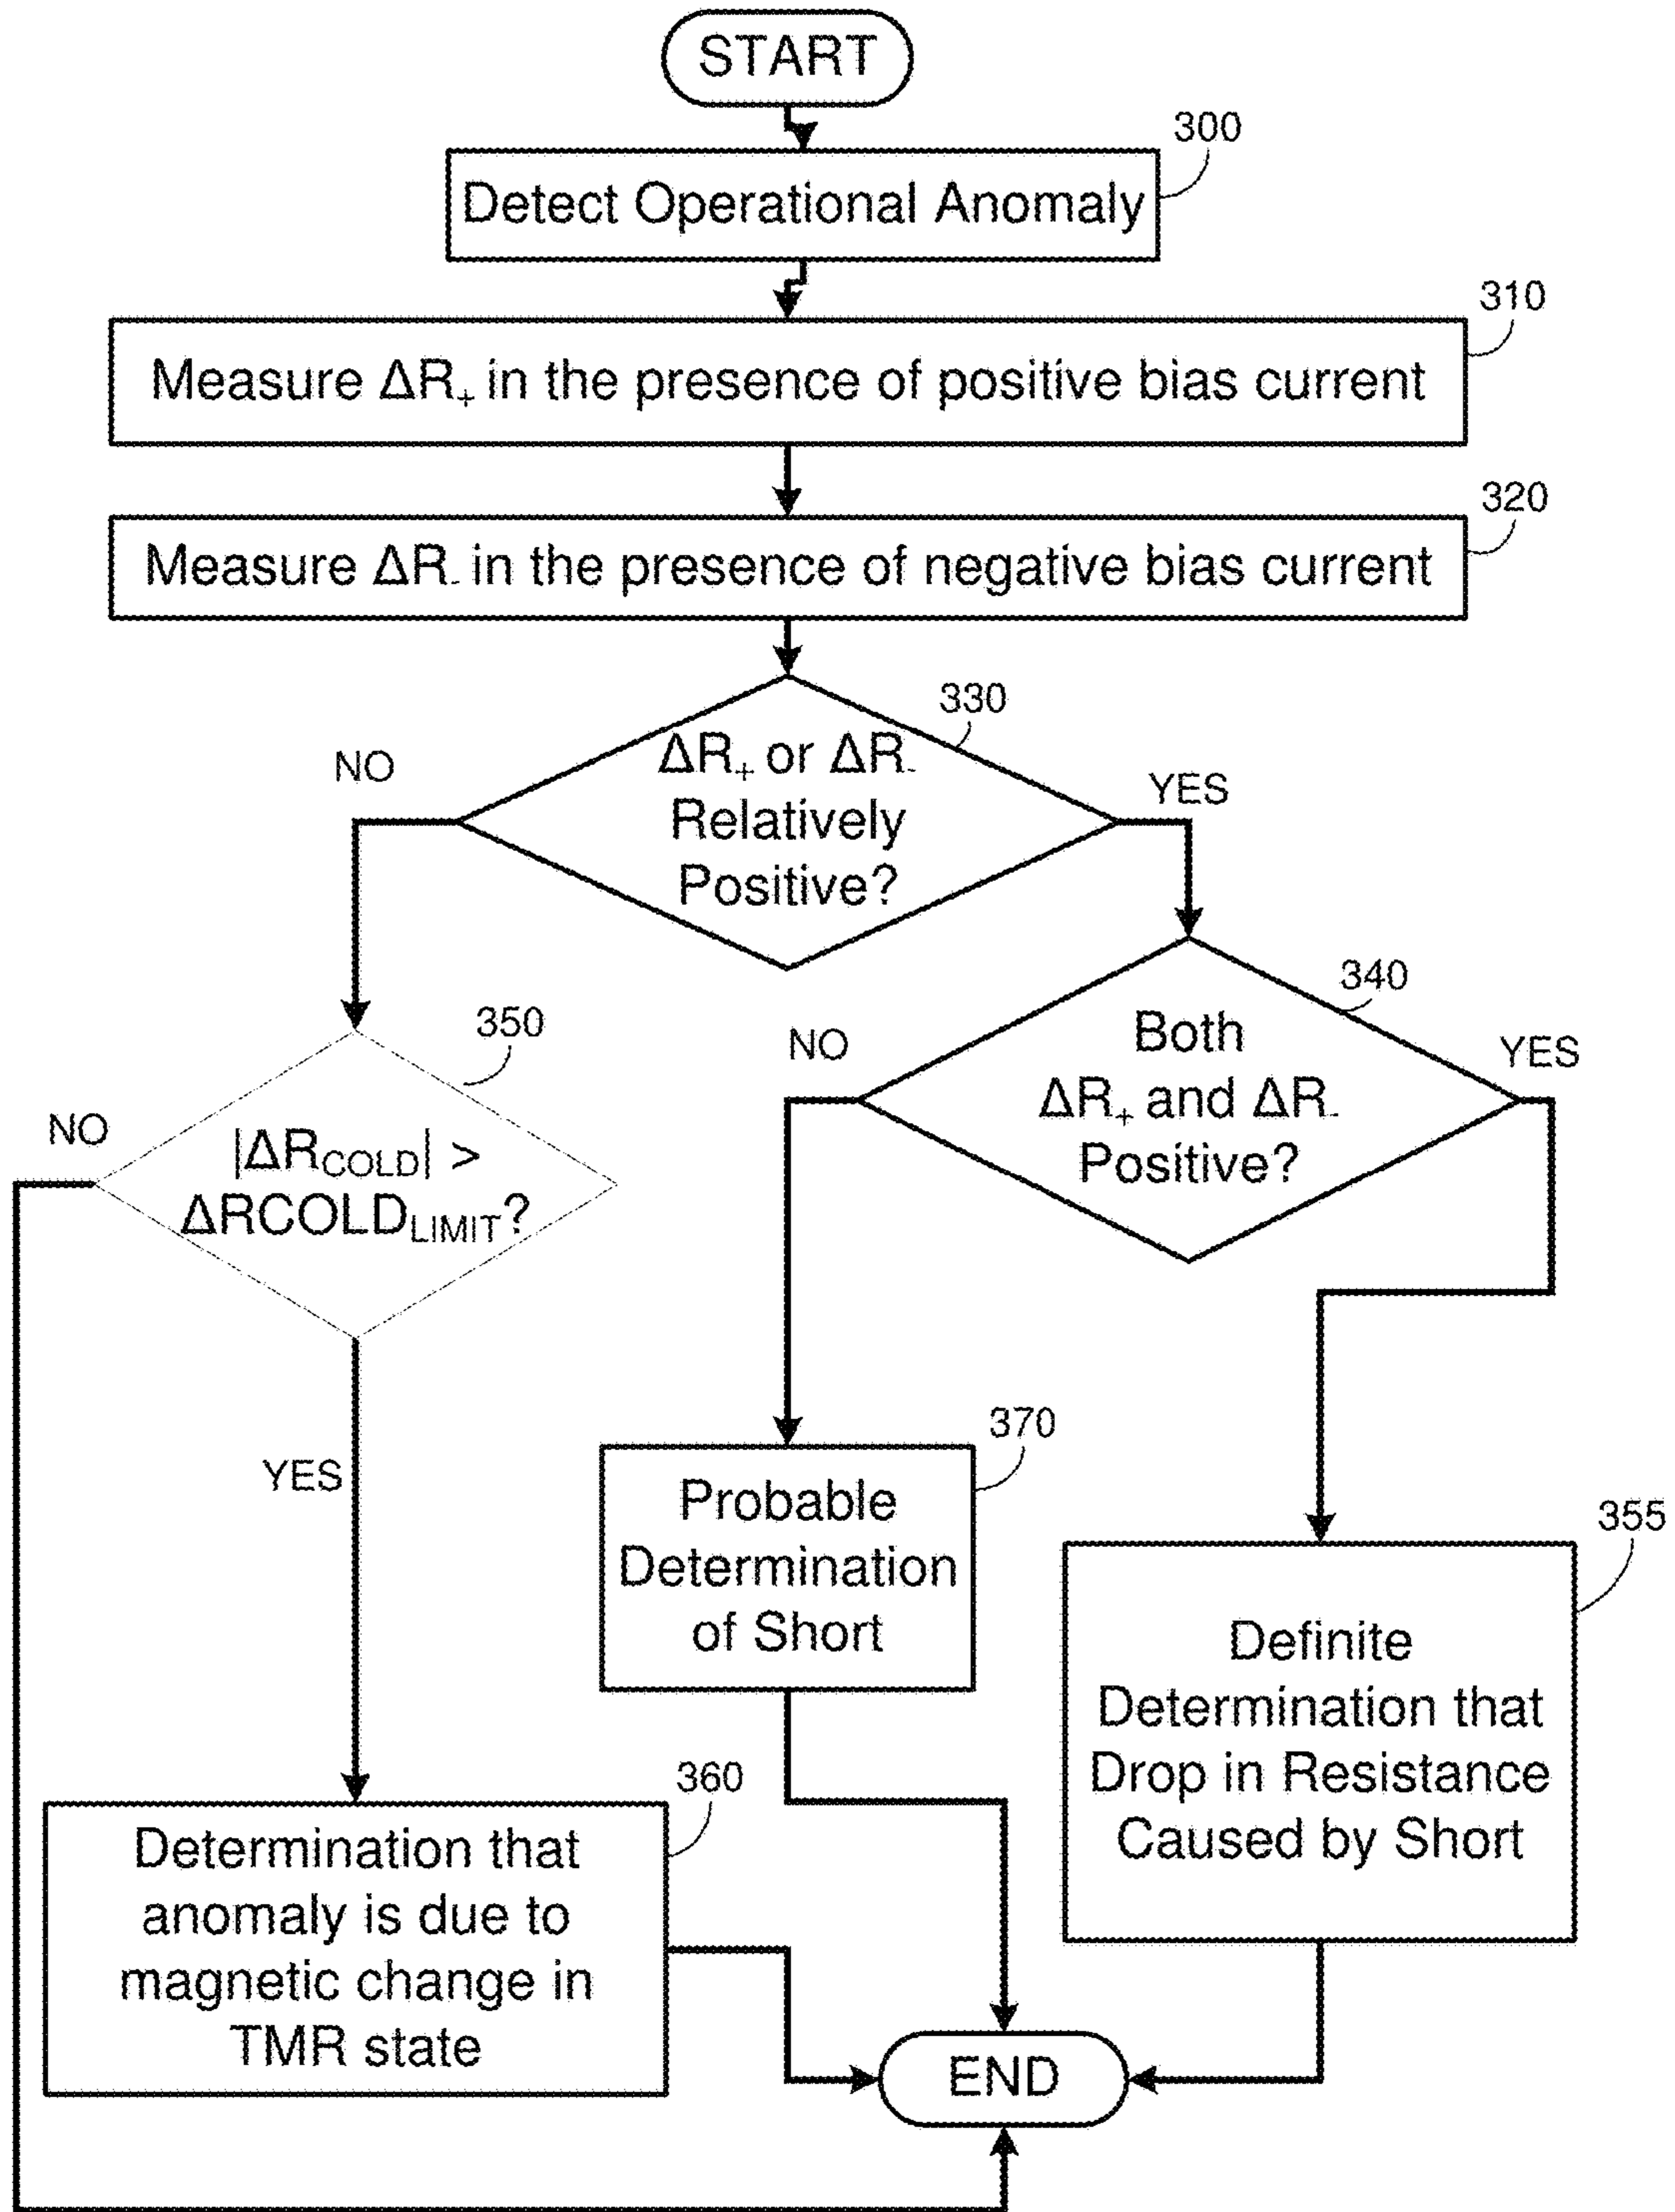 START
300
Detect Operational Anomaly
310
Measure ΔR₊ in the presence of positive bias current
320
Measure ΔR₋ in the presence of negative bias current
330
NO
ΔR₊ or ΔR₋
Relatively
Positive?
YES
340
NO
Both
ΔR₊ and ΔR₋
Positive?
YES
350
NO
|ΔR_COLD| >
ΔRCOLD_LIMIT?
YES
370
Probable
Determination
of Short
355
Definite
Determination that
Drop in Resistance
Caused by Short
360
Determination that
anomaly is due to
magnetic change in
TMR state
END